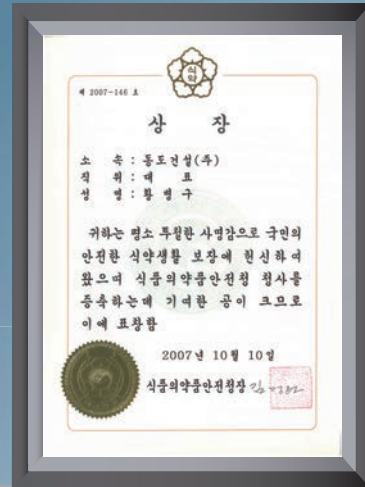 식약
제 2007-146 호
상 장
소 속 : 동도건설(주)
직 위 : 대 표
성 명 : 황 병 구
귀하는 평소 투철한 사명감으로 국민의
안전한 식약생활 보장에 헌신하여
왔으며 식품의약품안전청 청사를
증축하는데 기여한 공이 크므로
이에 표창함
2007년 10월 10일
식품의약품안전청장 김